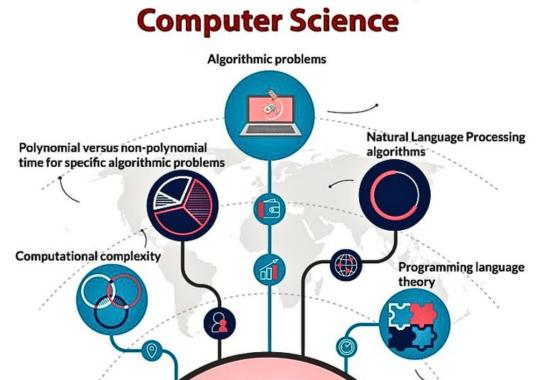 Computer Science
Algorithmic problems
Natural Language Processing
algorithms
Polynomial versus non-polynomial
time for specific algorithmic problems
Computational complexity
Programming language
theory